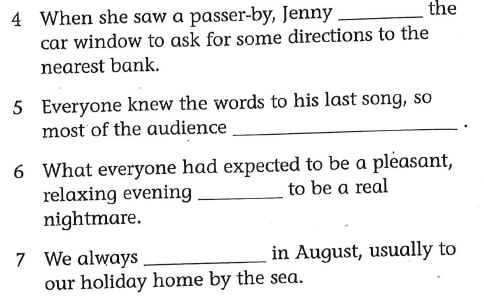 4 When she saw a passer-by, Jenny ________ the
car window to ask for some directions to the
nearest bank.
5 Everyone knew the words to his last song, so
most of the audience ______________________ .
6 What everyone had expected to be a pleasant,
relaxing evening ________ to be a real
nightmare.
7 We always ____________ in August, usually to
our holiday home by the sea.